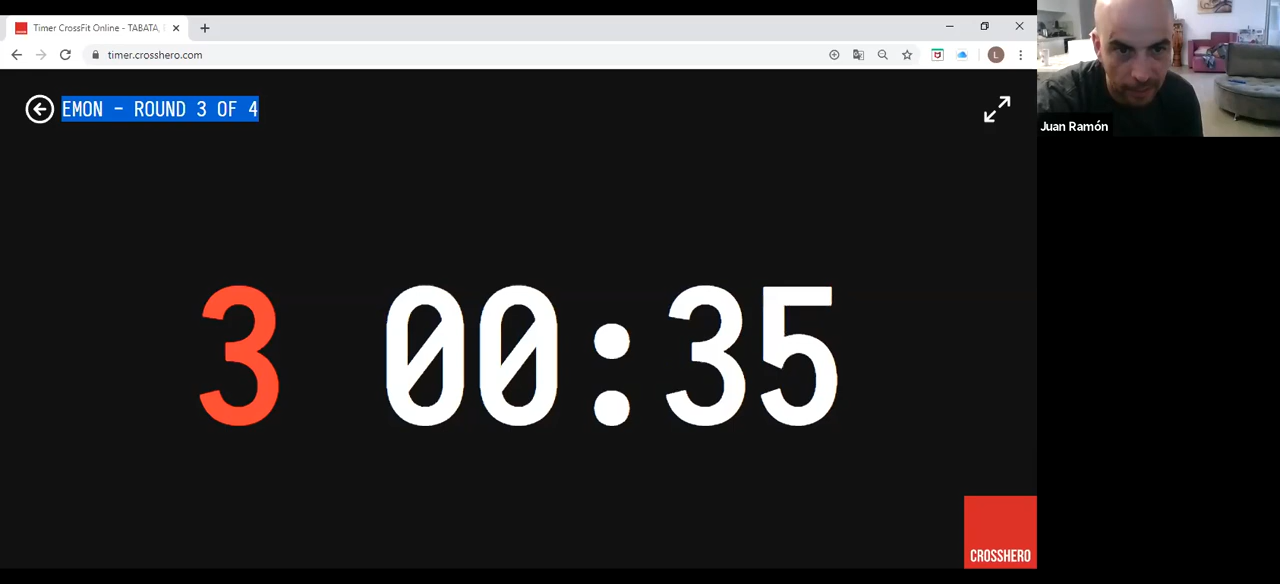 Timer CrossFit Online - TABATA,
timer.crosshero.com
L
EMON - ROUND 3 OF 4
Juan Ramón
3 00:35
CROSSHERO